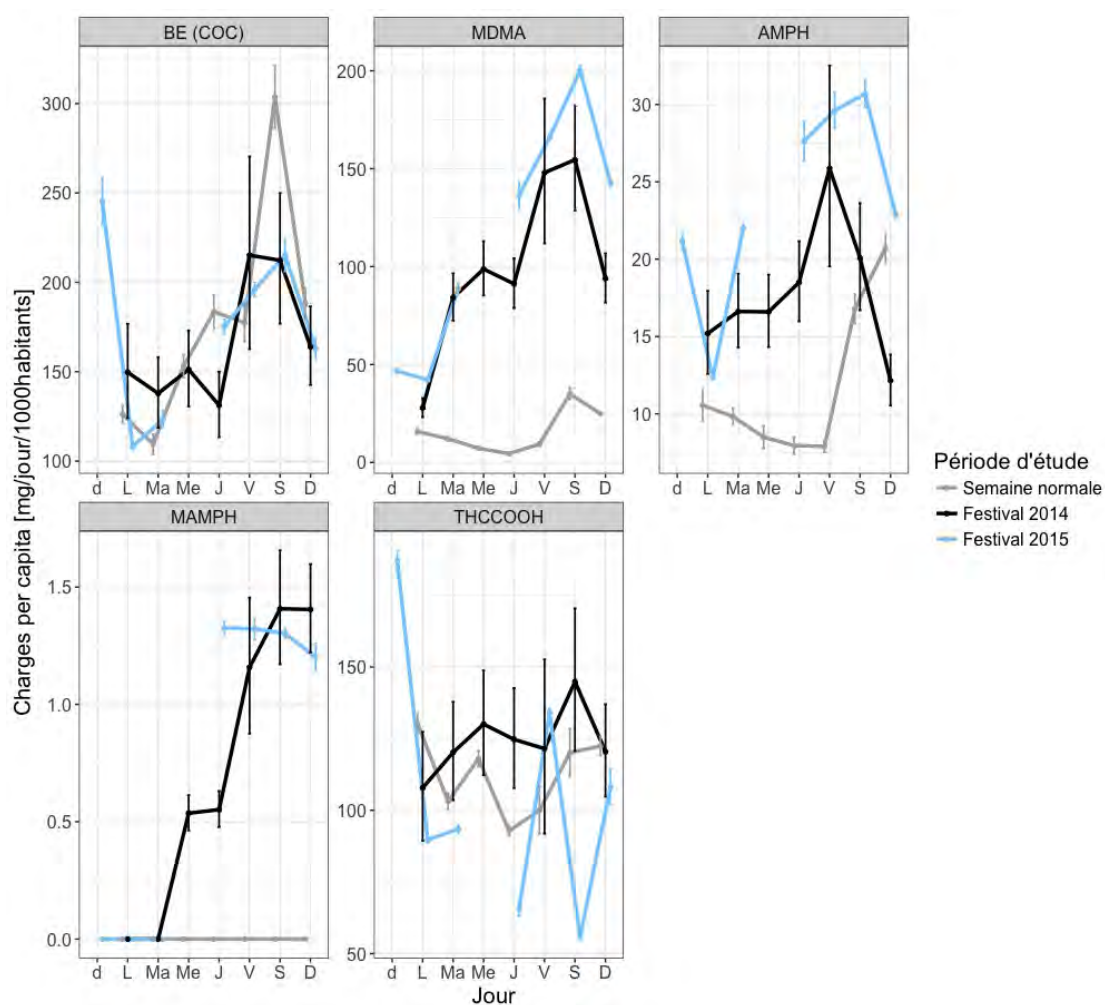 BE (COC)
MDMA
AMPH
300
250
200
150
100
200
150
100
50
0
30
25
20
15
10
d L Ma Me J V S D
d L Ma Me J V S D
d L Ma Me J V S D
MAMPH
THCCOOH
1.5
1.0
0.5
0.0
150
100
50
d L Ma Me J V S D
d L Ma Me J V S D
Jour
Charges per capita [mg/jour/1000habitants]
Période d'étude
Semaine normale
Festival 2014
Festival 2015